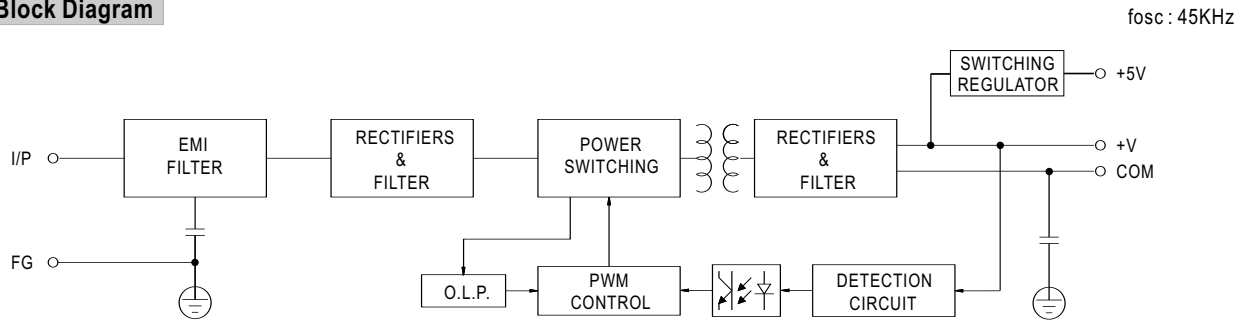 Block Diagram
fosc : 45KHz
SWITCHING
REGULATOR
+5V
I/P
EMI
FILTER
RECTIFIERS
&
FILTER
POWER
SWITCHING
RECTIFIERS
&
FILTER
+V
COM
FG
O.L.P.
PWM
CONTROL
DETECTION
CIRCUIT